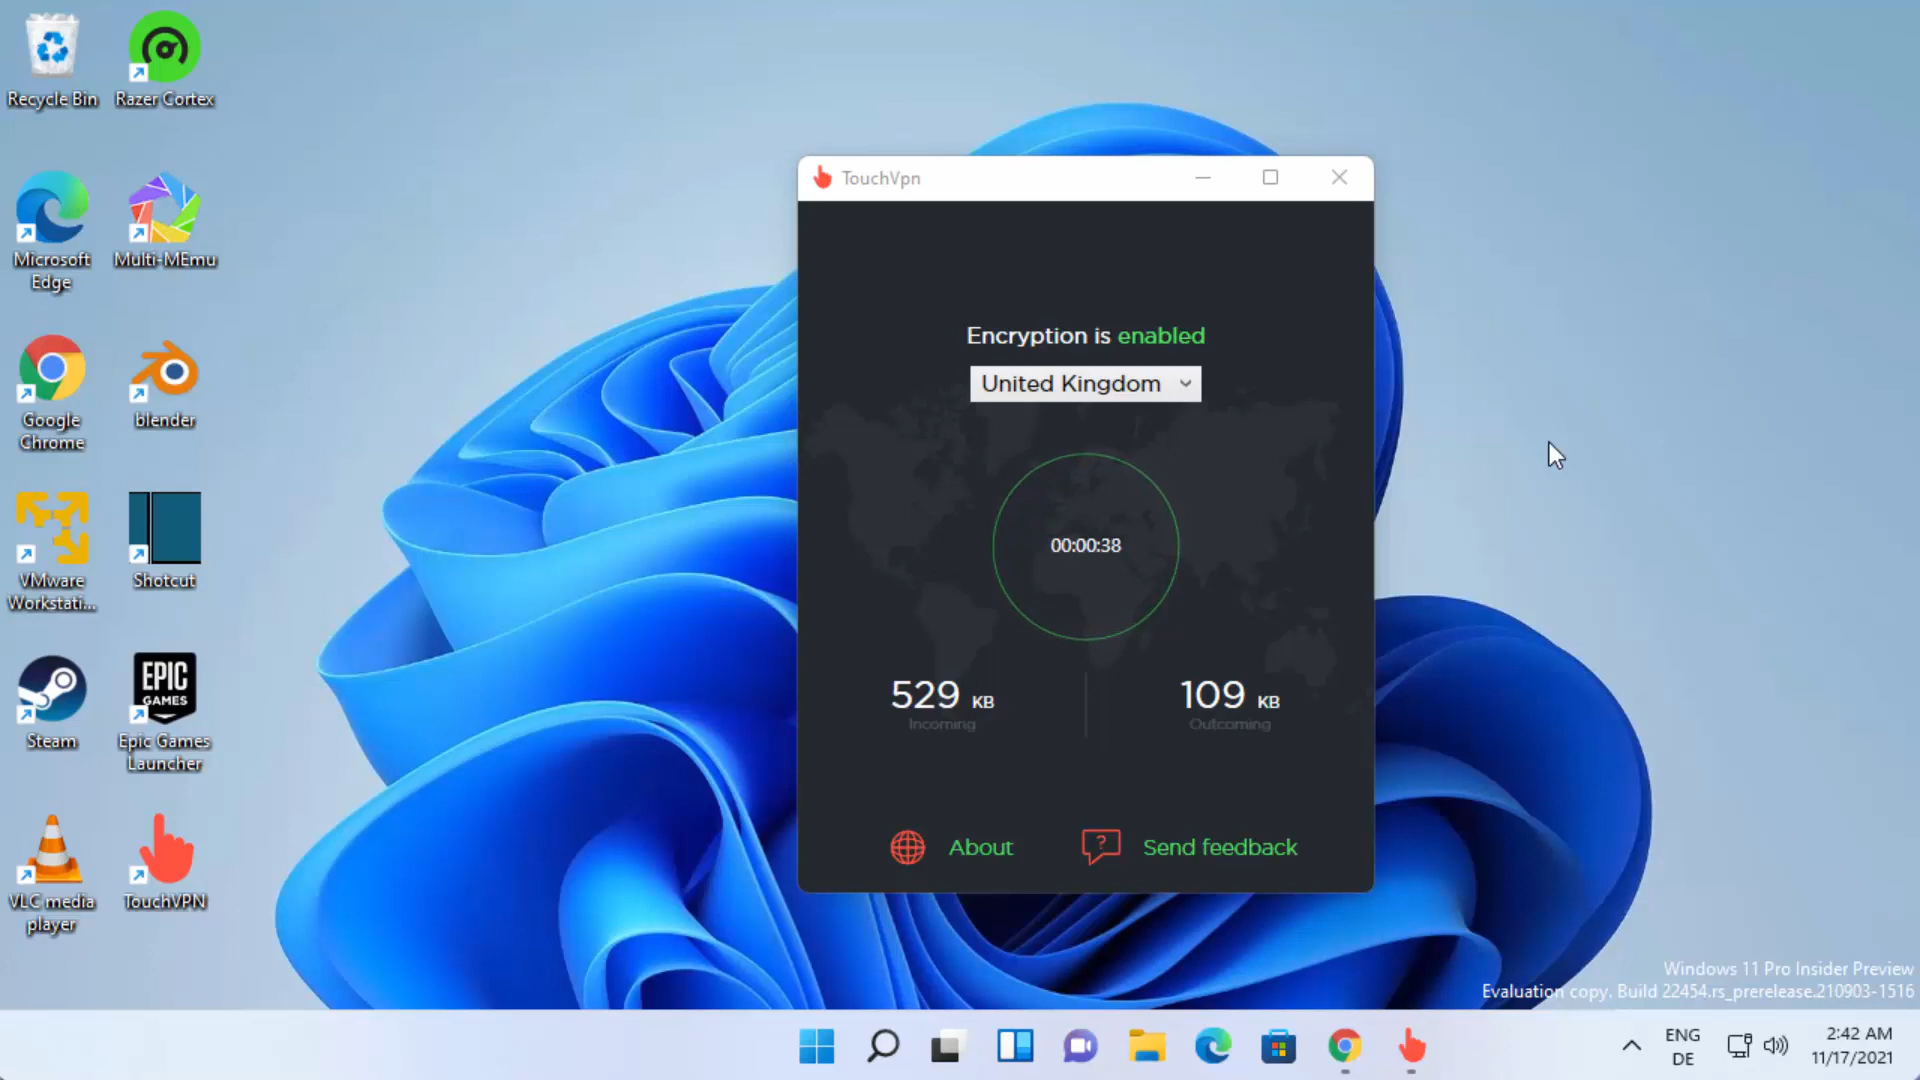 Recycle Bin
Razer Cortex
Microsoft
Edge
Multi-MEmu
Google
Chrome
blender
VMware
Workstati...
Shotcut
Steam
EPIC
GAMES
Epic Games
Launcher
VLC media
player
TouchVPN
TouchVpn
Encryption is enabled
United Kingdom
00:00:38
529 KB
Incoming
109 KB
Outcoming
?
About
Send feedback
Windows 11 Pro Insider Preview
Evaluation copy. Build 22454.rs_prerelease.210903-1516
ENG
DE
2:42 AM
11/17/2021